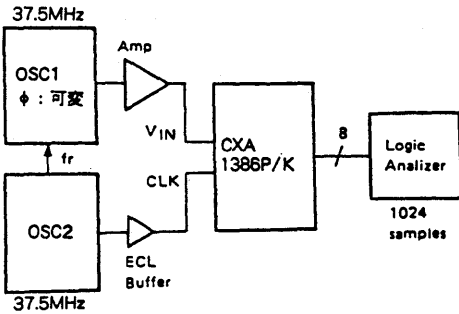 37.5MHz
OSC1
φ : 可変
Amp
fr
OSC2
37.5MHz
ECL
Buffer
VIN
CLK
CXA
1386P/K
8
Logic
Analizer
1024
samples